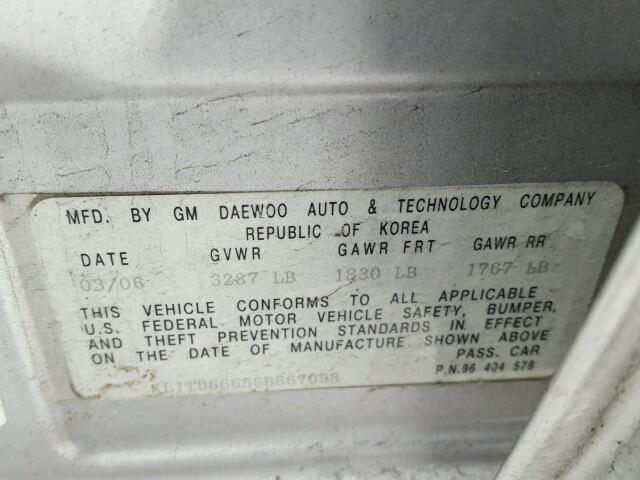 MFD. BY GM DAEWOO AUTO & TECHNOLOGY COMPANY
REPUBLIC OF KOREA
DATE GVWR GAWR FRT GAWR RR
03/06 3287 LB 1830 LB 1767 LB
THIS VEHICLE CONFORMS TO ALL APPLICABLE
U.S. FEDERAL MOTOR VEHICLE SAFETY, BUMPER,
AND THEFT PREVENTION STANDARDS IN EFFECT
ON THE DATE OF MANUFACTURE SHOWN ABOVE
PASS. CAR
KL1TD66656B667098
P.N.96 404 578